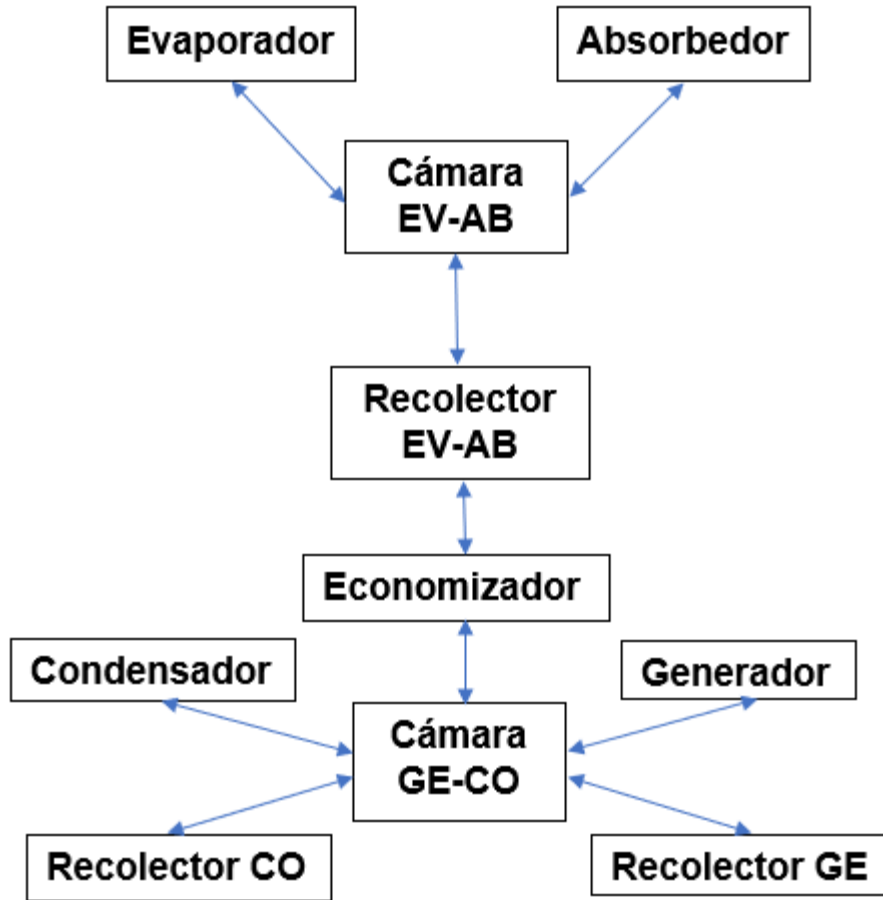 Evaporador
Absorbedor
Cámara
EV-AB
Recolector
EV-AB
Economizador
Condensador
Generador
Cámara
GE-CO
Recolector CO
Recolector GE